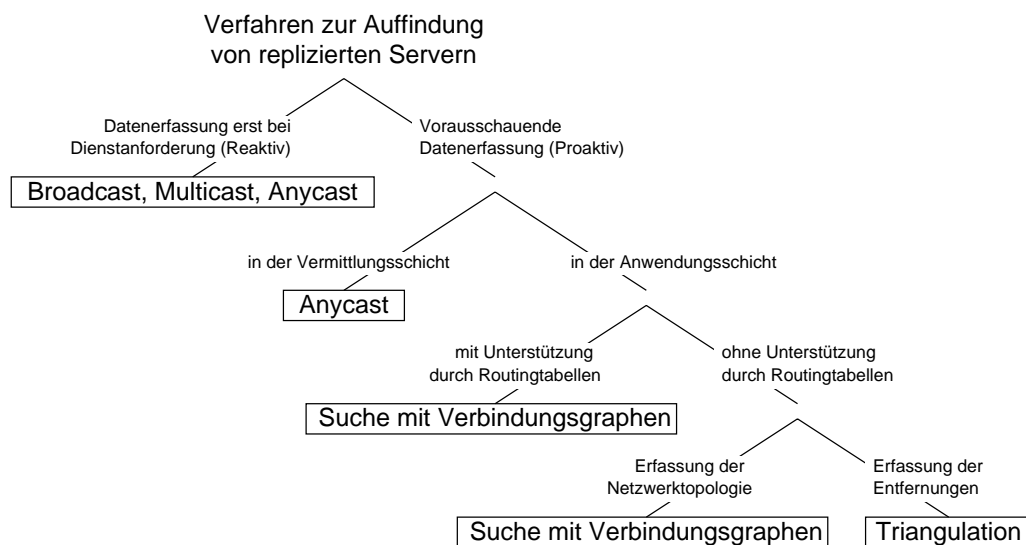 Verfahren zur Auffindung
von replizierten Servern
Datenerfassung erst bei
Dienstanforderung (Reaktiv)
Vorausschauende
Datenerfassung (Proaktiv)
Broadcast, Multicast, Anycast
in der Vermittlungsschicht
in der Anwendungsschicht
Anycast
mit Unterstützung
durch Routingtabellen
ohne Unterstützung
durch Routingtabellen
Suche mit Verbindungsgraphen
Erfassung der
Netzwerktopologie
Erfassung der
Entfernungen
Suche mit Verbindungsgraphen
Triangulation